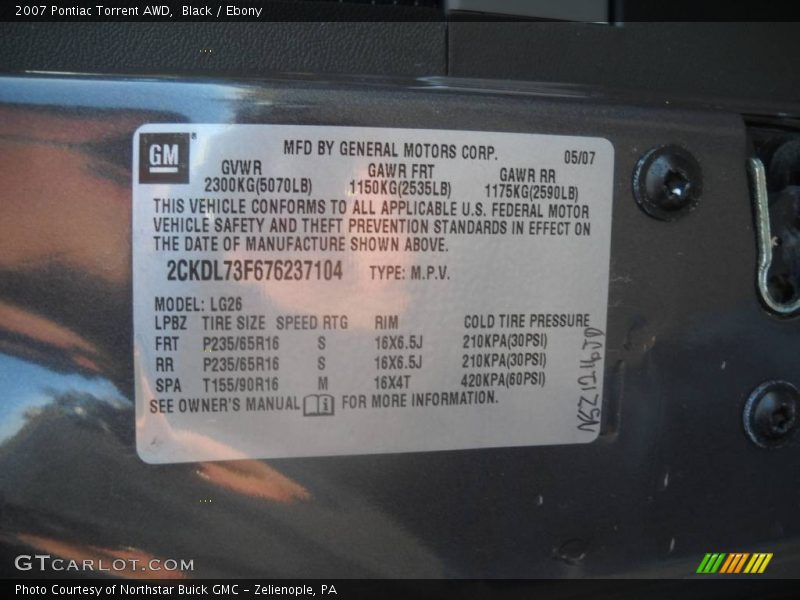 2007 Pontiac Torrent AWD, Black / Ebony
GM
MFD BY GENERAL MOTORS CORP. 05/07
GVWR GAWR FRT GAWR RR
2300KG(5070LB) 1150KG(2535LB) 1175KG(2590LB)
THIS VEHICLE CONFORMS TO ALL APPLICABLE U.S. FEDERAL MOTOR
VEHICLE SAFETY AND THEFT PREVENTION STANDARDS IN EFFECT ON
THE DATE OF MANUFACTURE SHOWN ABOVE.
2CKDL73F676237104 TYPE: M.P.V.
MODEL: LG26
LPBZ TIRE SIZE SPEED RTG RIM COLD TIRE PRESSURE
FRT P235/65R16 S 16X6.5J 210KPA(30PSI)
RR P235/65R16 S 16X6.5J 210KPA(30PSI)
SPA T155/90R16 M 16X4T 420KPA(60PSI)
SEE OWNER'S MANUAL FOR MORE INFORMATION.
GTCARLOT.COM
Photo Courtesy of Northstar Buick GMC - Zelienople, PA